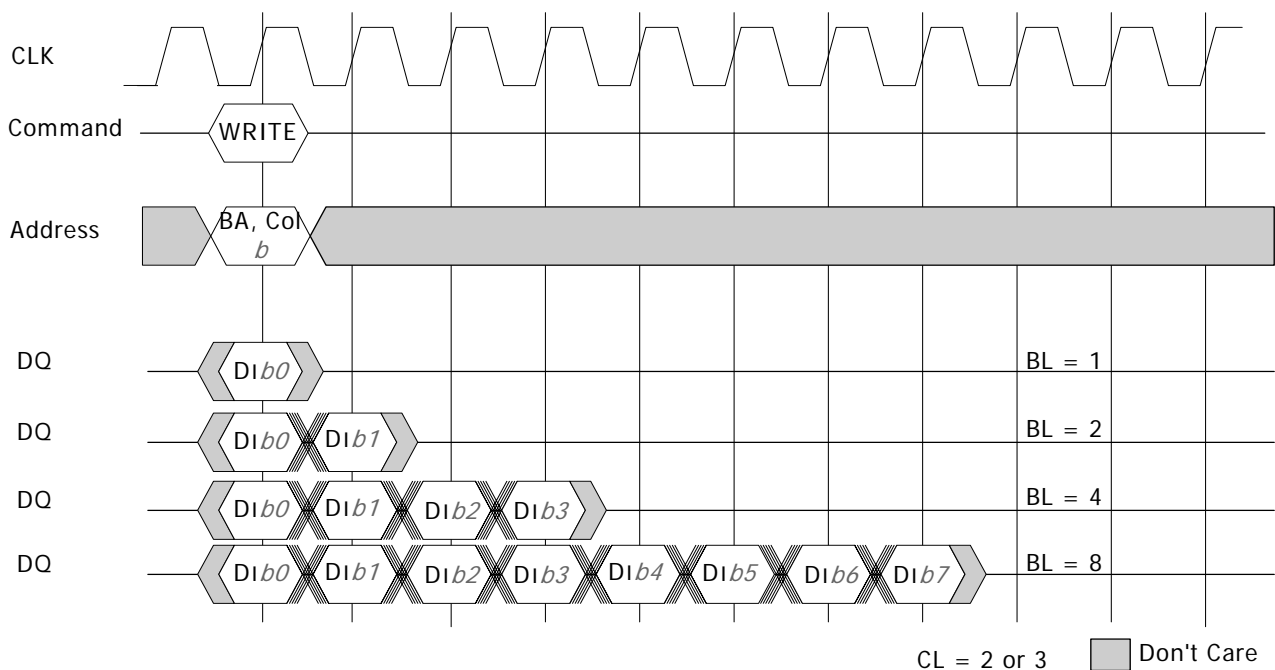 CLK
Command WRITE
Address BA, Col
b
DQ DIb0 BL = 1
DQ DIb0 DIb1 BL = 2
DQ DIb0 DIb1 DIb2 DIb3 BL = 4
DQ DIb0 DIb1 DIb2 DIb3 DIb4 DIb5 DIb6 DIb7 BL = 8
CL = 2 or 3 Don't Care